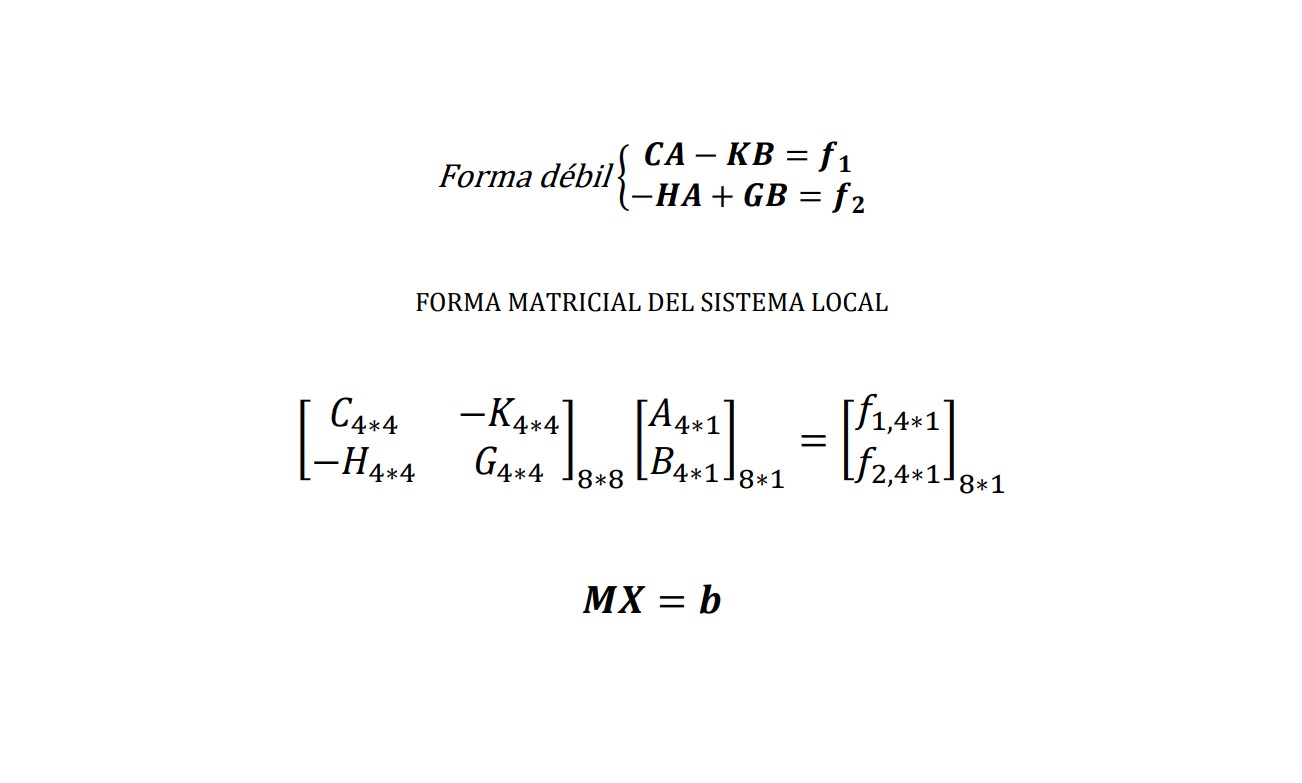 Forma débil { CA − KB = f₁
−HA + GB = f₂
FORMA MATRICIAL DEL SISTEMA LOCAL
[ C₄*₄ −K₄*₄ ] [ A₄*₁ ] = [ f₁,₄*₁ ]
[ −H₄*₄ G₄*₄ ]₈*₈ [ B₄*₁ ]₈*₁ [ f₂,₄*₁ ]₈*₁
MX = b